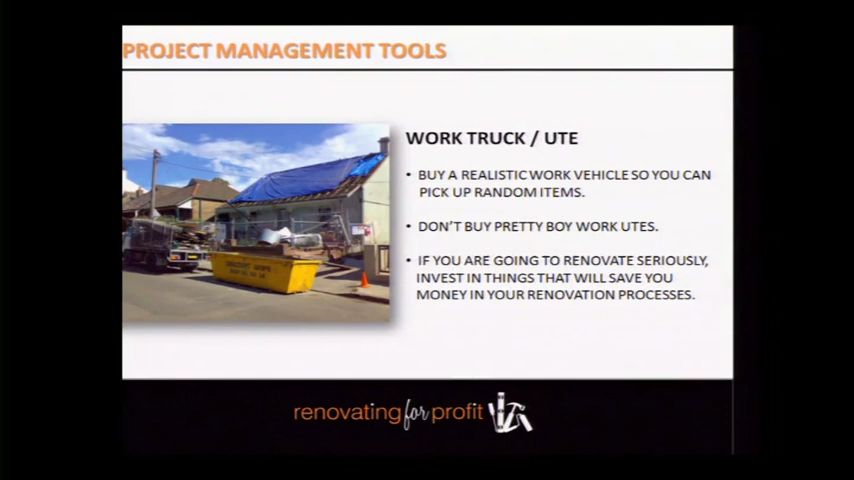 PROJECT MANAGEMENT TOOLS
WORK TRUCK / UTE
• BUY A REALISTIC WORK VEHICLE SO YOU CAN
PICK UP RANDOM ITEMS.
• DON'T BUY PRETTY BOY WORK UTES.
• IF YOU ARE GOING TO RENOVATE SERIOUSLY,
INVEST IN THINGS THAT WILL SAVE YOU
MONEY IN YOUR RENOVATION PROCESSES.
renovating for profit